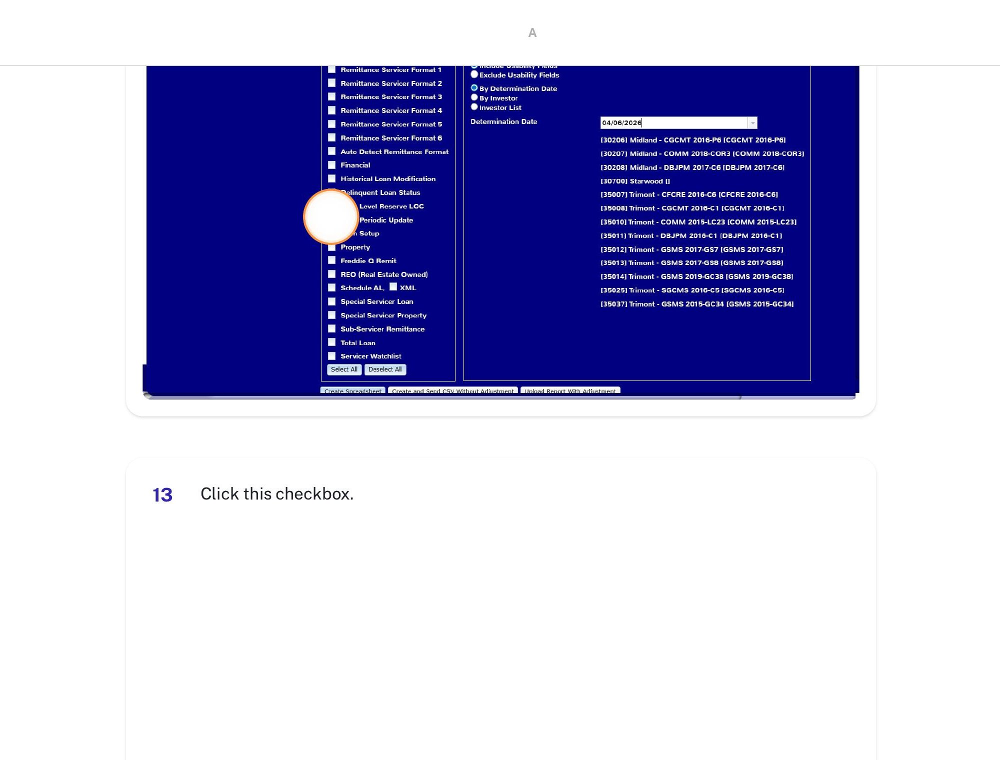 A
Remittance Servicer Format 1
Remittance Servicer Format 2
Remittance Servicer Format 3
Remittance Servicer Format 4
Remittance Servicer Format 5
Remittance Servicer Format 6
Auto Detect Remittance Format
Financial
Historical Loan Modification
Delinquent Loan Status
Level Reserve LOC
Periodic Update
Setup
Property
Freddie Q Remit
REO (Real Estate Owned)
Schedule AL, XML
Special Servicer Loan
Special Servicer Property
Sub-Servicer Remittance
Total Loan
Servicer Watchlist
Select All Deselect All
Include Usability Fields
Exclude Usability Fields
By Determination Date
By Investor
Investor List
Determination Date 04/06/2026
[30206] Midland - CGCMT 2016-P6 [CGCMT 2016-P6]
[30207] Midland - COMM 2018-COR3 [COMM 2018-COR3]
[30208] Midland - DBJPM 2017-C6 [DBJPM 2017-C6]
[30700] Starwood []
[35007] Trimont - CFCRE 2016-C6 [CFCRE 2016-C6]
[35008] Trimont - CGCMT 2016-C1 [CGCMT 2016-C1]
[35010] Trimont - COMM 2015-LC23 [COMM 2015-LC23]
[35011] Trimont - DBJPM 2016-C1 [DBJPM 2016-C1]
[35012] Trimont - GSMS 2017-GS7 [GSMS 2017-GS7]
[35013] Trimont - GSMS 2017-GS8 [GSMS 2017-GS8]
[35014] Trimont - GSMS 2019-GC38 [GSMS 2019-GC38]
[35025] Trimont - SGCMS 2016-C5 [SGCMS 2016-C5]
[35037] Trimont - GSMS 2015-GC34 [GSMS 2015-GC34]
Create Spreadsheet Create and Send CSV Without Adjustment Upload Report With Adjustment
13 Click this checkbox.